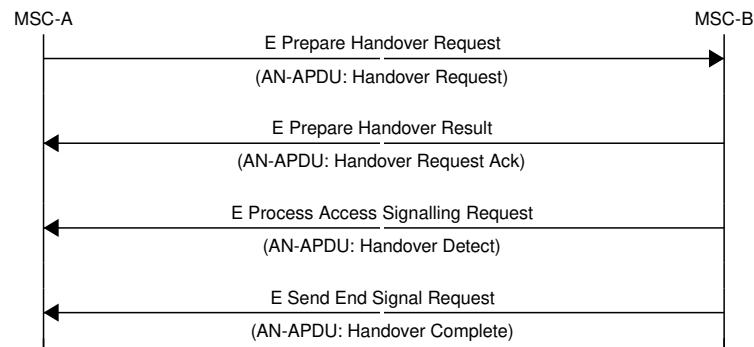 MSC-A
MSC-B
E Prepare Handover Request
(AN-APDU: Handover Request)
E Prepare Handover Result
(AN-APDU: Handover Request Ack)
E Process Access Signalling Request
(AN-APDU: Handover Detect)
E Send End Signal Request
(AN-APDU: Handover Complete)